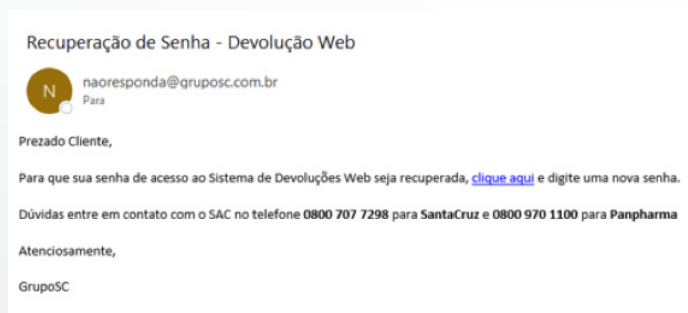 Recuperação de Senha - Devolução Web
N
naoresponda@gruposc.com.br
Para
Prezado Cliente,
Para que sua senha de acesso ao Sistema de Devoluções Web seja recuperada, clique aqui e digite uma nova senha.
Dúvidas entre em contato com o SAC no telefone 0800 707 7298 para SantaCruz e 0800 970 1100 para Panpharma
Atenciosamente,
GrupoSC